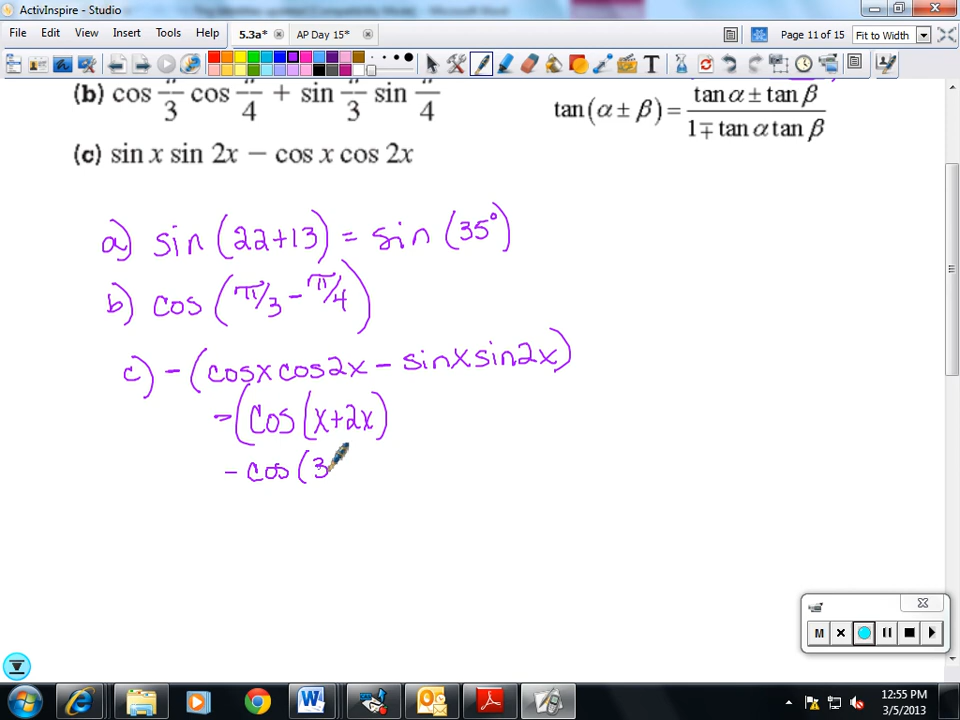 ActivInspire - Studio
File Edit View Insert Tools Help 5.3a* AP Day 15* Page 11 of 15 Fit to Width
(b) cos π/3 cos π/4 + sin π/3 sin π/4
tan(α ± β) = tan α ± tan β / 1 ∓ tan α tan β
(c) sin x sin 2x − cos x cos 2x
a) sin (22+13) = sin (35°)
b) cos (π/3 - π/4)
c) - (cosx cos2x - sinx sin2x)
= (cos (x+2x)
- cos (3
M
12:55 PM
3/5/2013